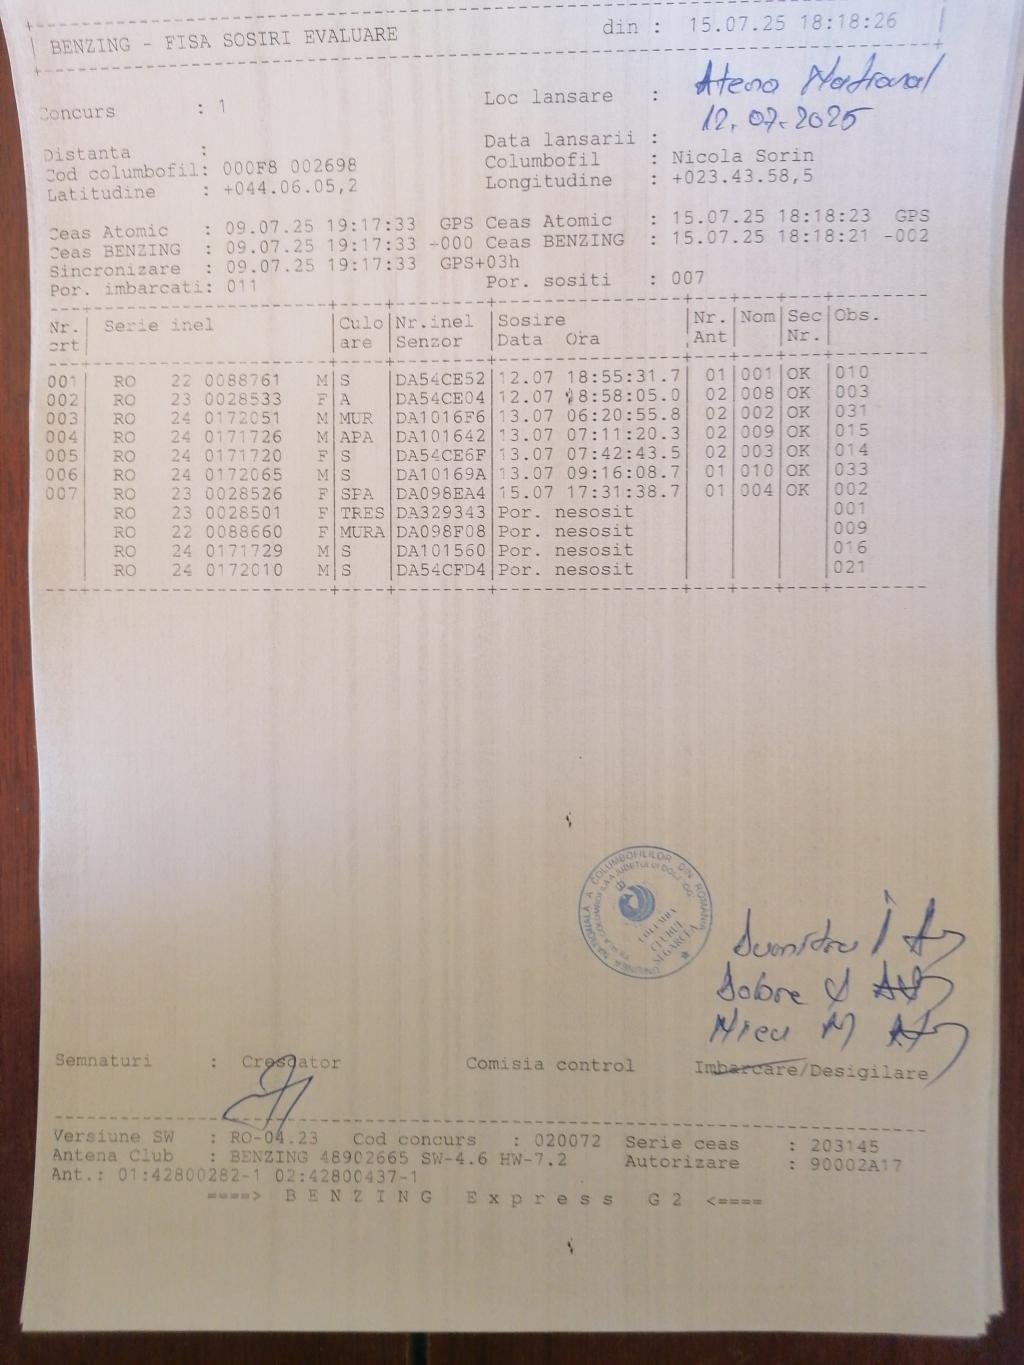 BENZING - FISA SOSIRI EVALUARE din : 15.07.25 18:18:26
Concurs : 1 Loc lansare : Atena National
Data lansarii : 12.07.2025
Distanta :
Cod columbofil: 000F8 002698 Columbofil : Nicola Sorin
Latitudine : +044.06.05,2 Longitudine : +023.43.58,5
Ceas Atomic : 09.07.25 19:17:33 GPS Ceas Atomic : 15.07.25 18:18:23 GPS
Ceas BENZING : 09.07.25 19:17:33 +000 Ceas BENZING : 15.07.25 18:18:21 -002
Sincronizare : 09.07.25 19:17:33 GPS+03h
Por. imbarcati: 011 Por. sositi : 007
Nr. Serie inel Culo Nr.inel Sosire Nr. Nom Sec Obs.
crt are Senzor Data Ora Ant Nr.
001 RO 22 0088761 M S DA54CE52 12.07 18:55:31.7 01 001 OK 010
002 RO 23 0028533 F A DA54CE04 12.07 18:58:05.0 02 008 OK 003
003 RO 24 0172051 M MUR DA1016F6 13.07 06:20:55.8 02 002 OK 031
004 RO 24 0171726 M APA DA101642 13.07 07:11:20.3 02 009 OK 015
005 RO 24 0171720 F S DA54CE6F 13.07 07:42:43.5 02 003 OK 014
006 RO 24 0172065 M S DA10169A 13.07 09:16:08.7 01 010 OK 033
007 RO 23 0028526 F SPA DA098EA4 15.07 17:31:38.7 01 004 OK 002
RO 23 0028501 F TRES DA329343 Por. nesosit 001
RO 22 0088660 F MURA DA098F08 Por. nesosit 009
RO 24 0171729 M S DA101560 Por. nesosit 016
RO 24 0172010 M S DA54CFD4 Por. nesosit 021
UNIUNEA NATIONALA A COLUMBOFILILOR DIN ROMANIA
COLUMBA
CLUBUL
SEGARCEA
Dumitru I
Dobre
Nicu M
Semnaturi : Crescator Comisia control Imbarcare/Desigilare
Versiune SW : RO-04.23 Cod concurs : 020072 Serie ceas : 203145
Antena Club : BENZING 48902665 SW-4.6 HW-7.2 Autorizare : 90002A17
Ant.: 01:42800282-1 02:42800437-1
====> B E N Z I N G E x p r e s s G 2 <====